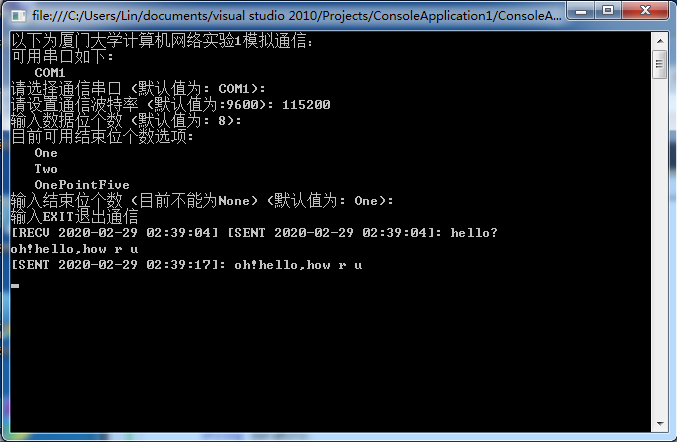 file:///C:/Users/Lin/documents/visual studio 2010/Projects/ConsoleApplication1/ConsoleA...
以下为厦门大学计算机网络实验1模拟通信:
可用串口如下:
COM1
请选择通信串口 (默认值为: COM1):
请设置通信波特率 (默认值为:9600): 115200
输入数据位个数 (默认值为: 8):
目前可用结束位个数选项:
One
Two
OnePointFive
输入结束位个数 (目前不能为None) (默认值为: One):
输入EXIT退出通信
[RECV 2020-02-29 02:39:04] [SENT 2020-02-29 02:39:04]: hello?
oh!hello,how r u
[SENT 2020-02-29 02:39:17]: oh!hello,how r u